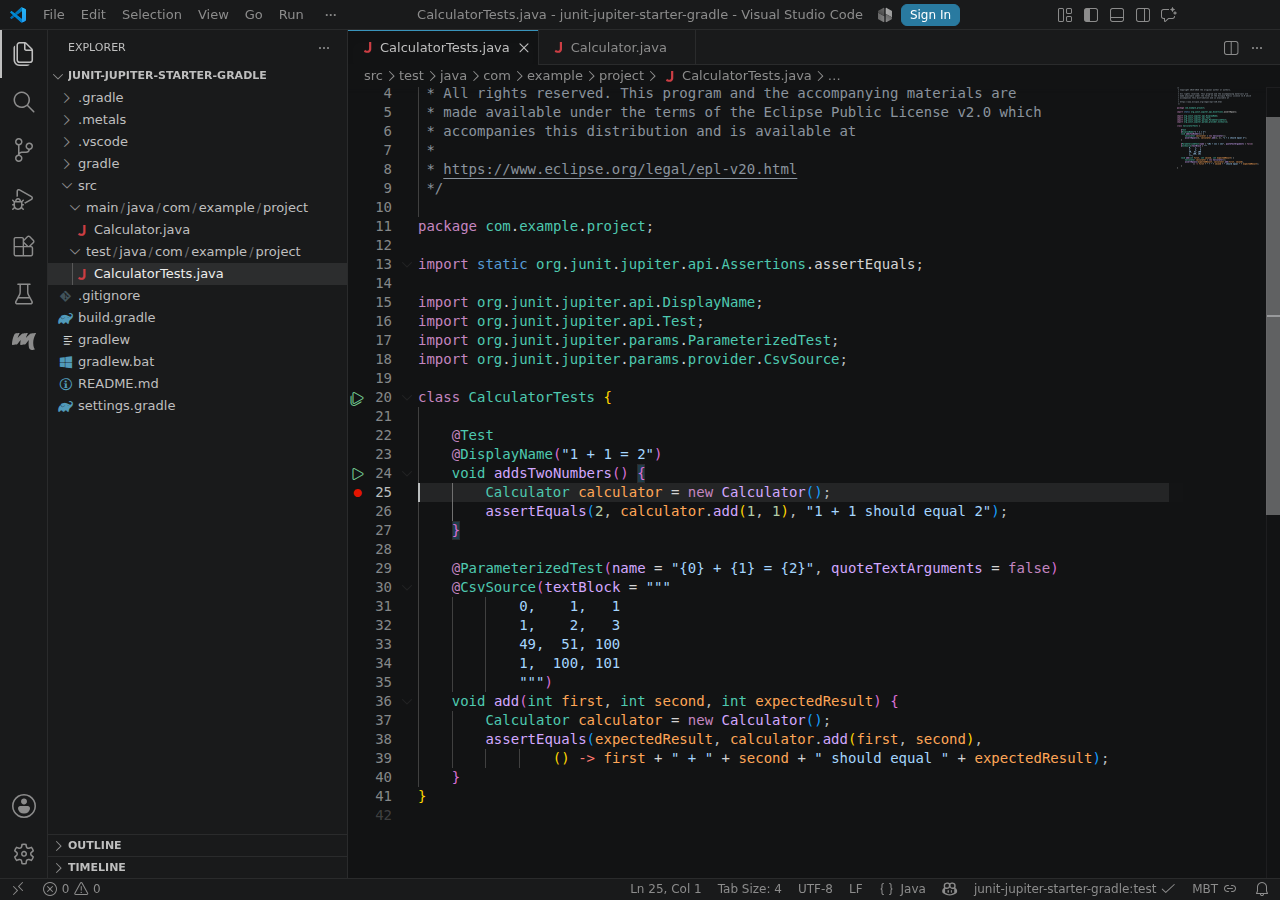 File Edit Selection View Go Run ···
CalculatorTests.java - junit-jupiter-starter-gradle - Visual Studio Code
Sign In
EXPLORER
JUNIT-JUPITER-STARTER-GRADLE
.gradle
.metals
.vscode
gradle
src
main/java/com/example/project
Calculator.java
test/java/com/example/project
CalculatorTests.java
.gitignore
build.gradle
gradlew
gradlew.bat
README.md
settings.gradle
OUTLINE
TIMELINE
CalculatorTests.java
Calculator.java
src > test > java > com > example > project > CalculatorTests.java > ...
4 * All rights reserved. This program and the accompanying materials are
5 * made available under the terms of the Eclipse Public License v2.0 which
6 * accompanies this distribution and is available at
7 *
8 * https://www.eclipse.org/legal/epl-v20.html
9 */
10
11 package com.example.project;
12
13 import static org.junit.jupiter.api.Assertions.assertEquals;
14
15 import org.junit.jupiter.api.DisplayName;
16 import org.junit.jupiter.api.Test;
17 import org.junit.jupiter.params.ParameterizedTest;
18 import org.junit.jupiter.params.provider.CsvSource;
19
20 class CalculatorTests {
21
22 @Test
23 @DisplayName("1 + 1 = 2")
24 void addsTwoNumbers() {
25 Calculator calculator = new Calculator();
26 assertEquals(2, calculator.add(1, 1), "1 + 1 should equal 2");
27 }
28
29 @ParameterizedTest(name = "{0} + {1} = {2}", quoteTextArguments = false)
30 @CsvSource(textBlock = """
31 0, 1, 1
32 1, 2, 3
33 49, 51, 100
34 1, 100, 101
35 """)
36 void add(int first, int second, int expectedResult) {
37 Calculator calculator = new Calculator();
38 assertEquals(expectedResult, calculator.add(first, second),
39 () -> first + " + " + second + " should equal " + expectedResult);
40 }
41 }
42
0 0
Ln 25, Col 1 Tab Size: 4 UTF-8 LF { } Java junit-jupiter-starter-gradle:test MBT